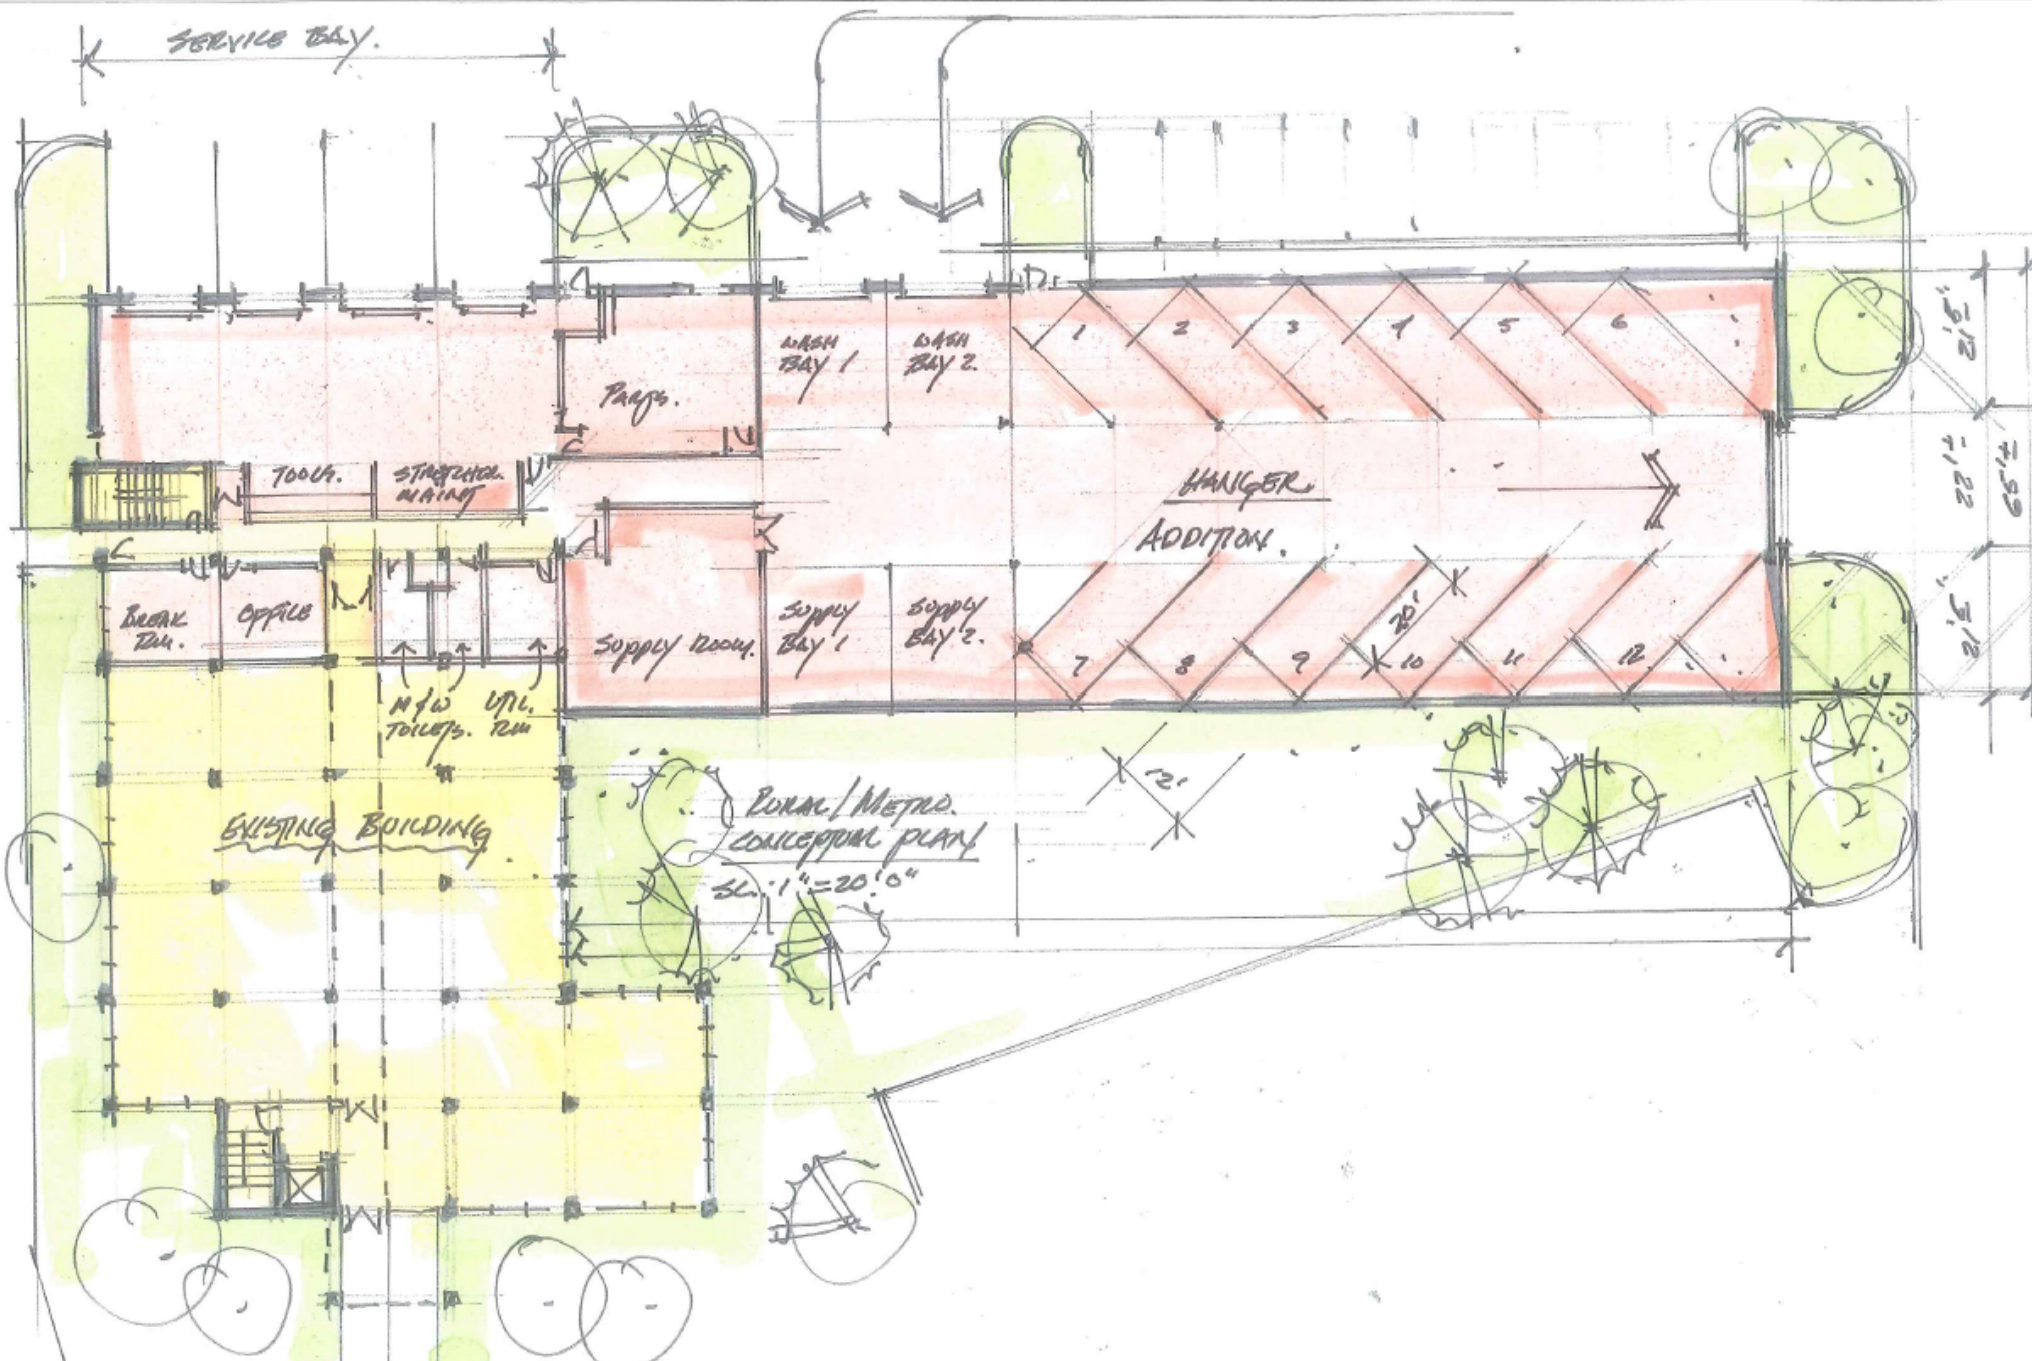 SERVICE BAY.
WASH
BAY 1
WASH
BAY 2.
1
2
3
4
5
6
PARTS.
TOOLS.
STRETCHER
MAINT
HANGER
ADDITION.
BREAK
RM.
OFFICE
SUPPLY ROOM.
SUPPLY
BAY 1
SUPPLY
BAY 2.
20'
7
8
9
10
11
12
M & W
TOILETS.
UTIL.
RM
12'
EXISTING BUILDING
RURAL/METRO.
CONCEPTUAL PLAN
SC.: 1"=20'0"